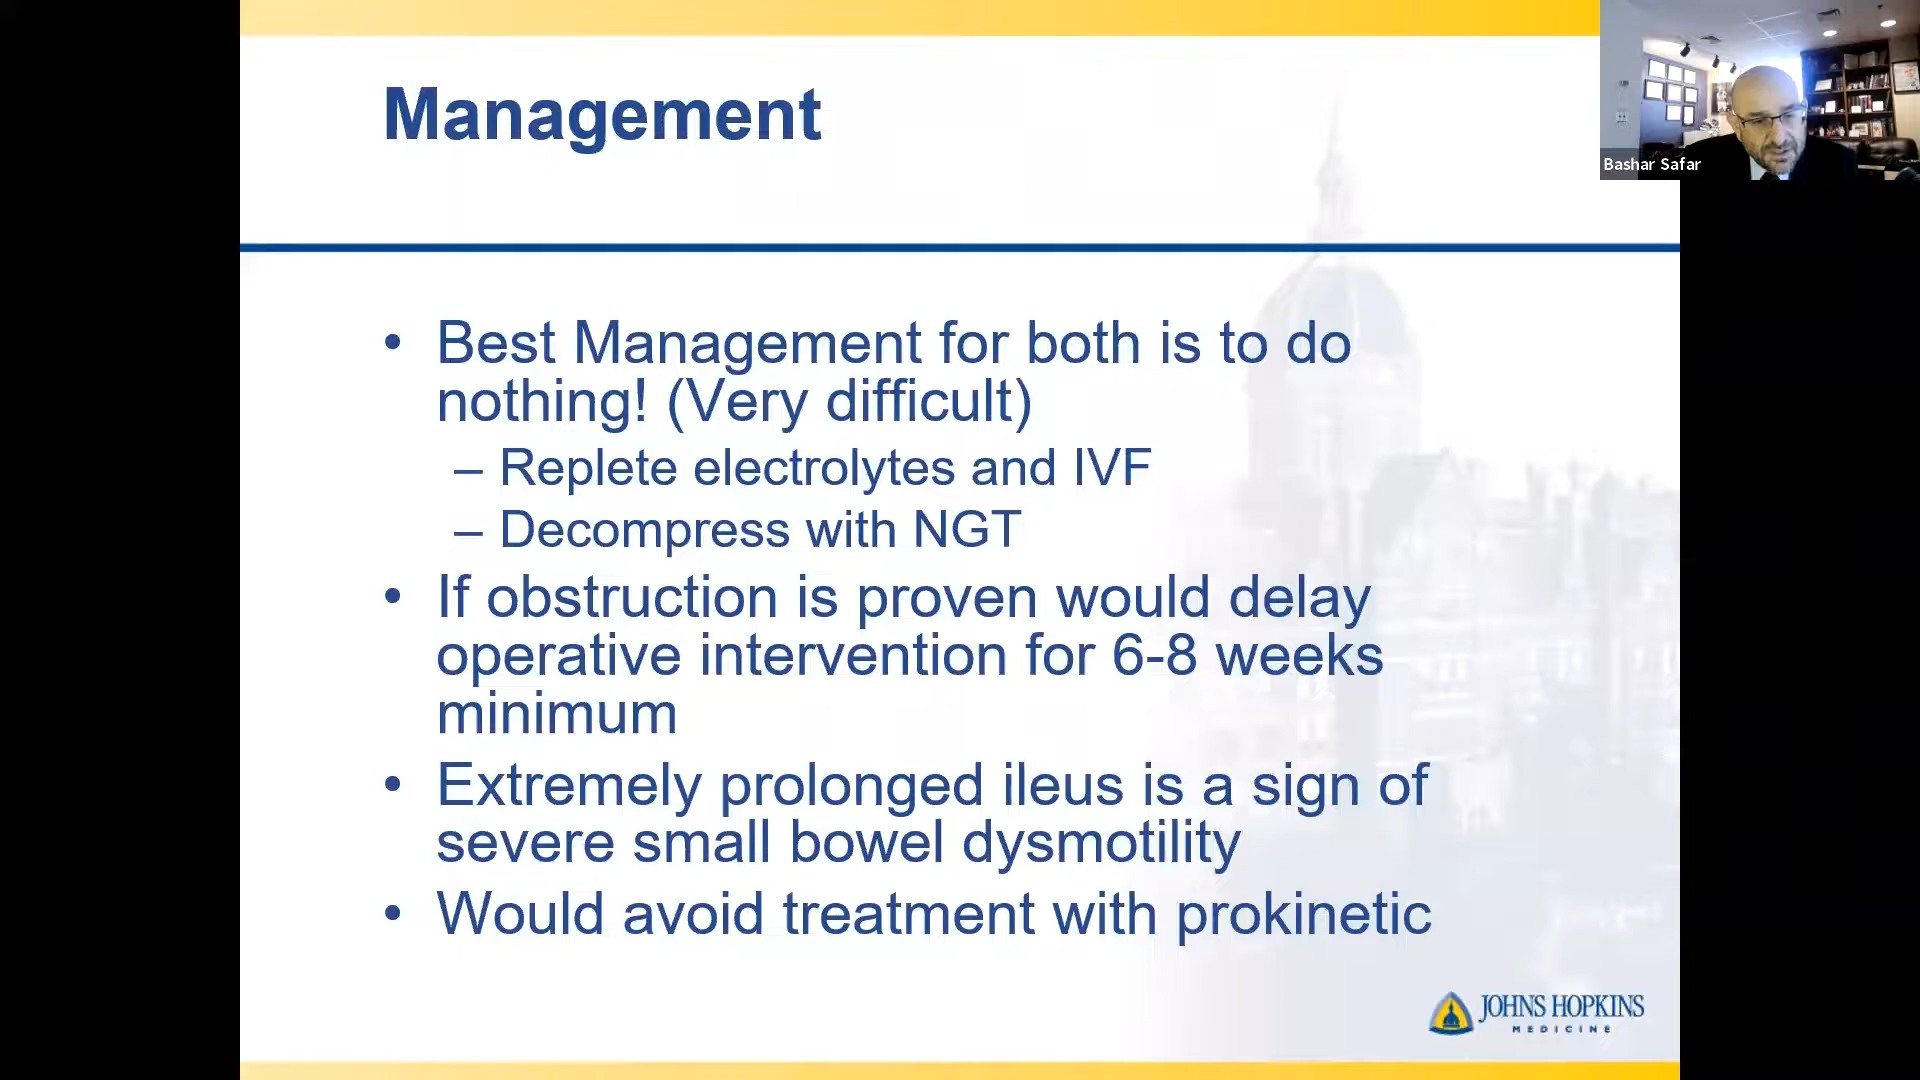 Management
Bashar Safar
• Best Management for both is to do
nothing! (Very difficult)
– Replete electrolytes and IVF
– Decompress with NGT
• If obstruction is proven would delay
operative intervention for 6-8 weeks
minimum
• Extremely prolonged ileus is a sign of
severe small bowel dysmotility
• Would avoid treatment with prokinetic
JOHNS HOPKINS
MEDICINE